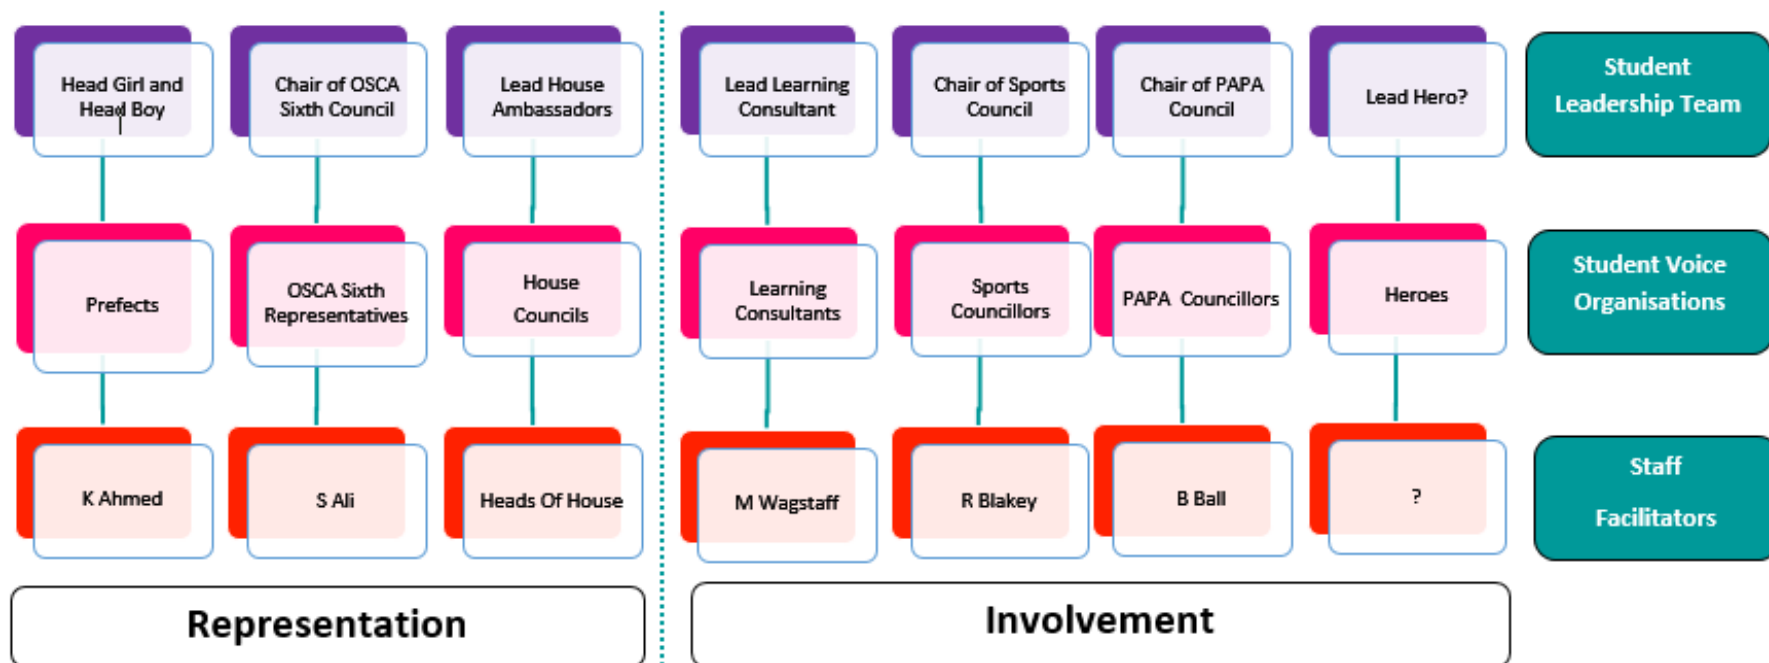 Head Girl and
Head Boy
Chair of OSCA
Sixth Council
Lead House
Ambassadors
Lead Learning
Consultant
Chair of Sports
Council
Chair of PAPA
Council
Lead Hero?
Student
Leadership Team
Prefects
OSCA Sixth
Representatives
House
Councils
Learning
Consultants
Sports
Councillors
PAPA Councillors
Heroes
Student Voice
Organisations
K Ahmed
S Ali
Heads Of House
M Wagstaff
R Blakey
B Ball
?
Staff
Facilitators
Representation
Involvement